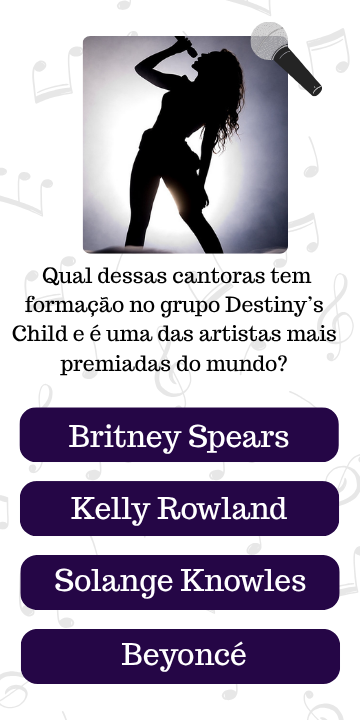 Qual dessas cantoras tem
formação no grupo Destiny’s
Child e é uma das artistas mais
premiadas do mundo?
Britney Spears
Kelly Rowland
Solange Knowles
Beyoncé